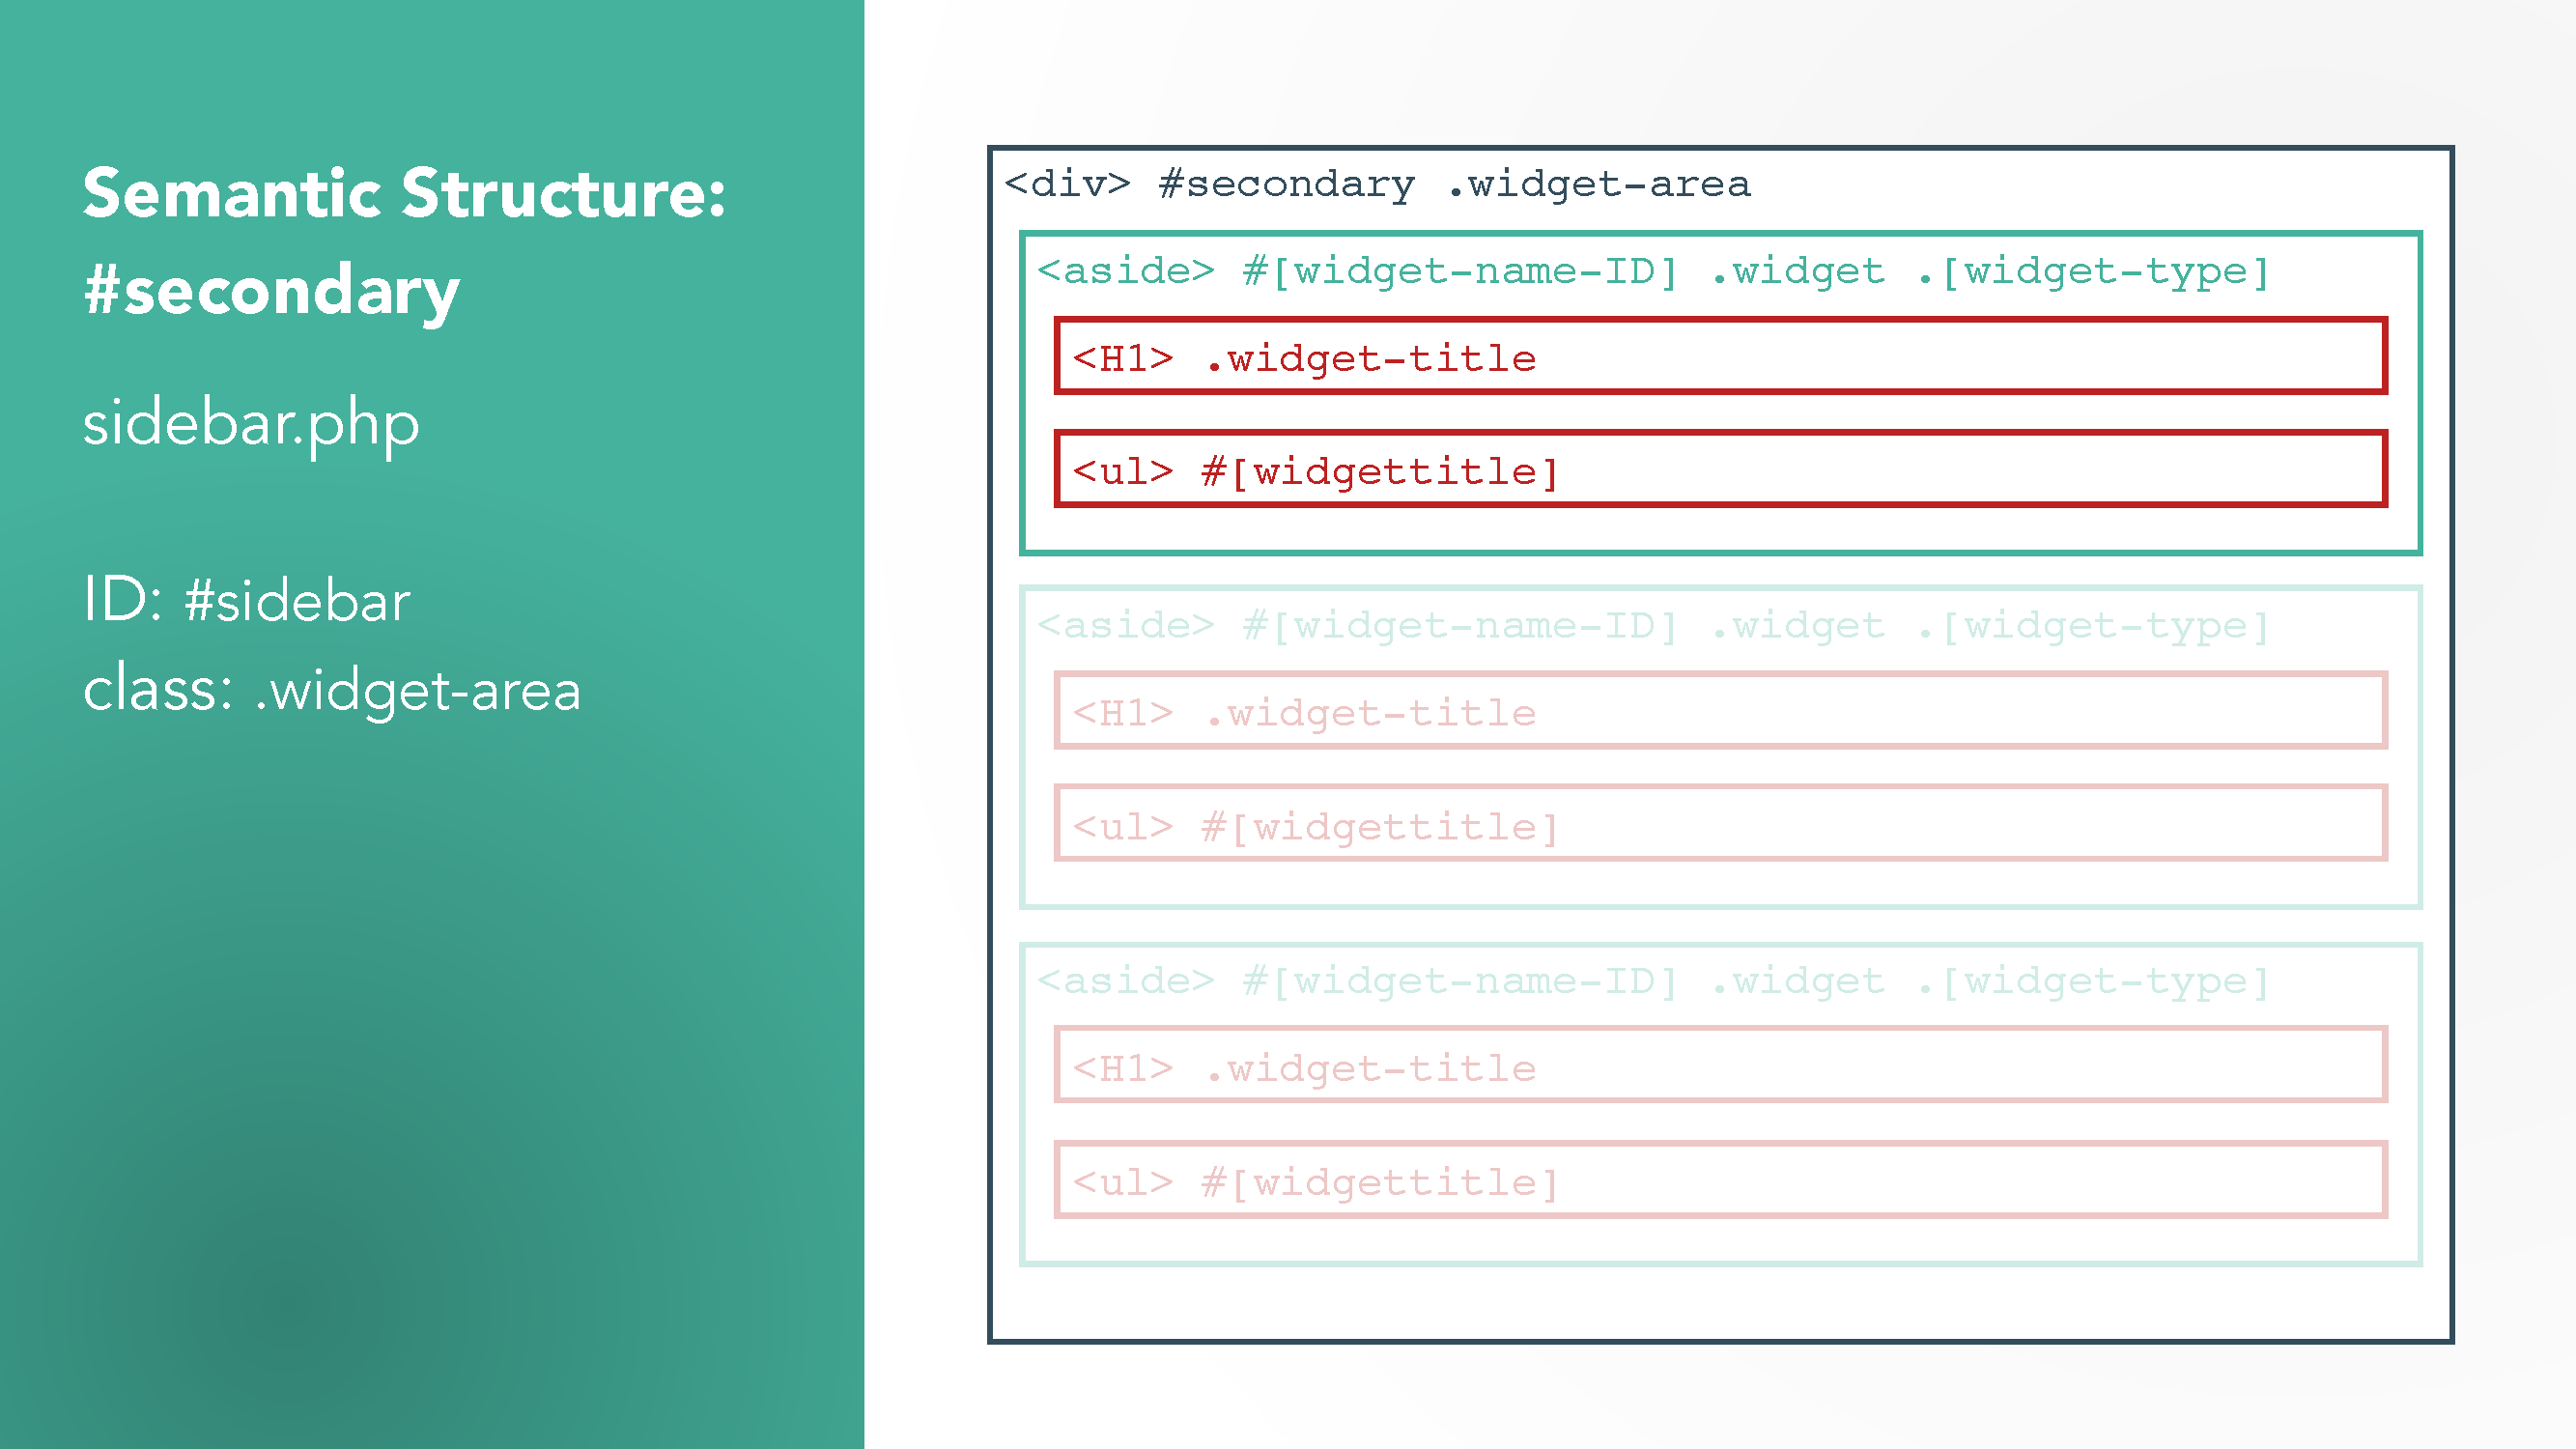 Semantic Structure:
#secondary
sidebar.php
ID: #sidebar
class: .widget-area
<div> #secondary .widget-area
<aside> #[widget-name-ID] .widget .[widget-type]
<H1> .widget-title
<ul> #[widgettitle]
<aside> #[widget-name-ID] .widget .[widget-type]
<H1> .widget-title
<ul> #[widgettitle]
<aside> #[widget-name-ID] .widget .[widget-type]
<H1> .widget-title
<ul> #[widgettitle]